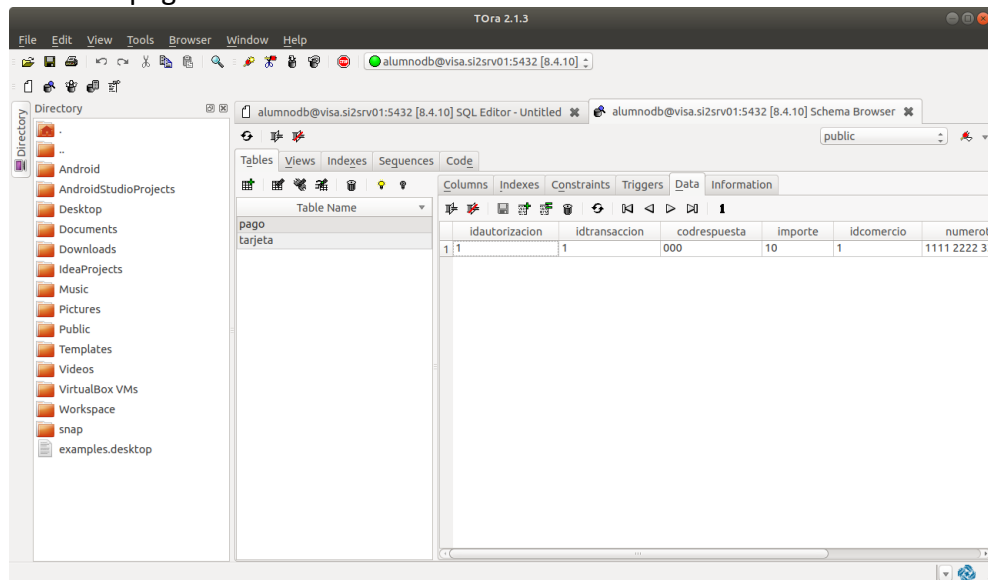 TOra 2.1.3
File Edit View Tools Browser Window Help
alumnodb@visa.si2srv01:5432 [8.4.10]
Directory
Directory
alumnodb@visa.si2srv01:5432 [8.4.10] SQL Editor - Untitled
alumnodb@visa.si2srv01:5432 [8.4.10] Schema Browser
public
.
..
Android
AndroidStudioProjects
Desktop
Documents
Downloads
IdeaProjects
Music
Pictures
Public
Templates
Videos
VirtualBox VMs
Workspace
snap
examples.desktop
Tables Views Indexes Sequences Code
Table Name
pago
tarjeta
Columns Indexes Constraints Triggers Data Information
1
idautorizacion idtransaccion codrespuesta importe idcomercio numerot
1 1 1 000 10 1 1111 2222 3